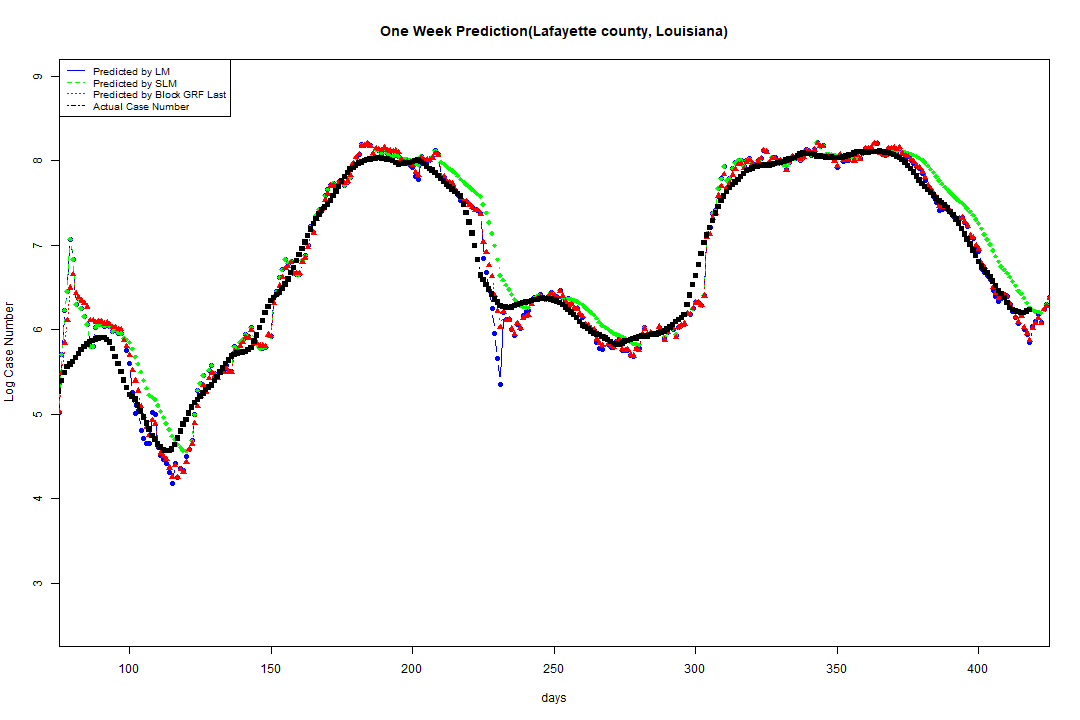 One Week Prediction(Lafayette county, Louisiana)
Predicted by LM
Predicted by SLM
Predicted by Block GRF Last
Actual Case Number
9
8
7
6
5
4
3
Log Case Number
100 150 200 250 300 350 400
days